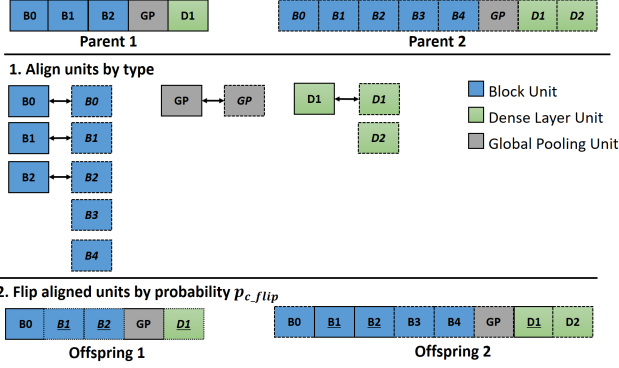 B0 B1 B2 GP D1
B0 B1 B2 B3 B4 GP D1 D2
Parent 1
Parent 2
1. Align units by type
B0 B0
GP GP
D1 D1
B1 B1
D2
B2 B2
B3
B4
Block Unit
Dense Layer Unit
Global Pooling Unit
2. Flip aligned units by probability p_{c_flip}
B0 B1 B2 GP D1
B0 B1 B2 B3 B4 GP D1 D2
Offspring 1
Offspring 2